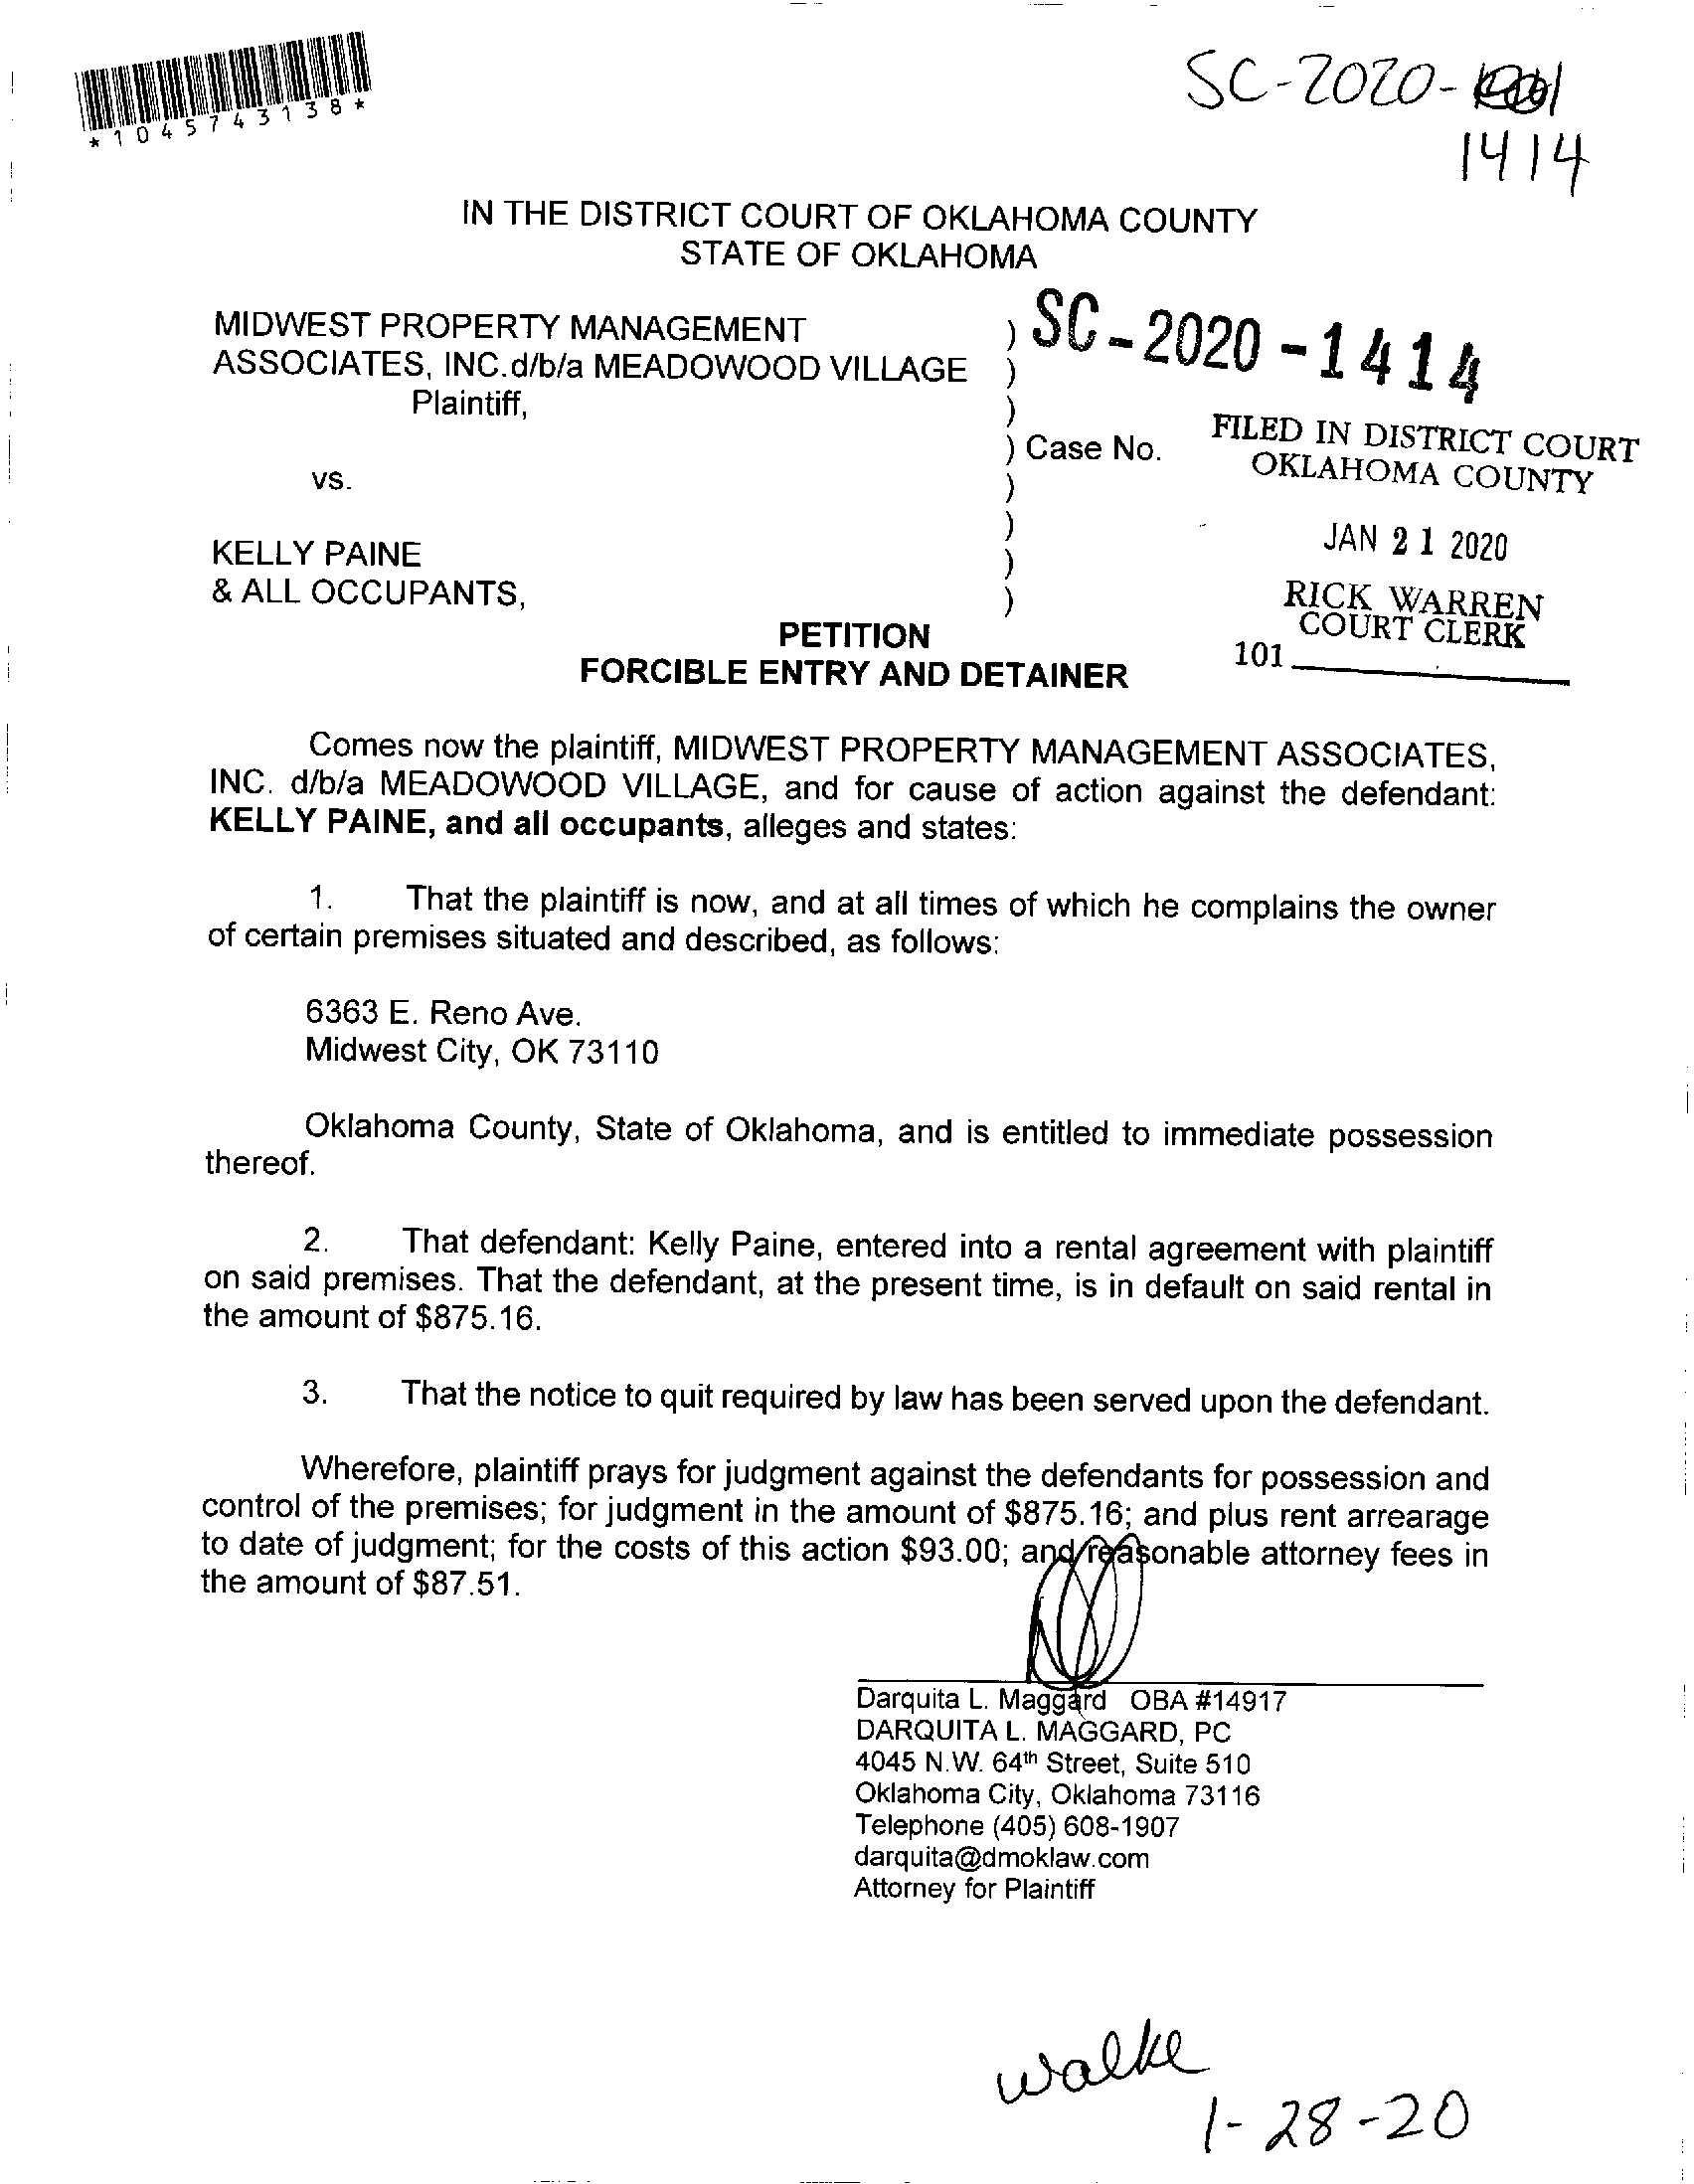 *1045743138*
SC-2020-
1414
IN THE DISTRICT COURT OF OKLAHOMA COUNTY
STATE OF OKLAHOMA
MIDWEST PROPERTY MANAGEMENT ) SC-2020-1414
ASSOCIATES, INC.d/b/a MEADOWOOD VILLAGE )
Plaintiff, )
) Case No. FILED IN DISTRICT COURT
OKLAHOMA COUNTY
vs. )
)
JAN 21 2020
KELLY PAINE )
& ALL OCCUPANTS, )
RICK WARREN
COURT CLERK
PETITION
101
FORCIBLE ENTRY AND DETAINER
Comes now the plaintiff, MIDWEST PROPERTY MANAGEMENT ASSOCIATES,
INC. d/b/a MEADOWOOD VILLAGE, and for cause of action against the defendant:
KELLY PAINE, and all occupants, alleges and states:
1. That the plaintiff is now, and at all times of which he complains the owner
of certain premises situated and described, as follows:
6363 E. Reno Ave.
Midwest City, OK 73110
Oklahoma County, State of Oklahoma, and is entitled to immediate possession
thereof.
2. That defendant: Kelly Paine, entered into a rental agreement with plaintiff
on said premises. That the defendant, at the present time, is in default on said rental in
the amount of $875.16.
3. That the notice to quit required by law has been served upon the defendant.
Wherefore, plaintiff prays for judgment against the defendants for possession and
control of the premises; for judgment in the amount of $875.16; and plus rent arrearage
to date of judgment; for the costs of this action $93.00; and reasonable attorney fees in
the amount of $87.51.
Darquita L. Maggard OBA #14917
DARQUITA L. MAGGARD, PC
4045 N.W. 64th Street, Suite 510
Oklahoma City, Oklahoma 73116
Telephone (405) 608-1907
darquita@dmoklaw.com
Attorney for Plaintiff
walke
1-28-20